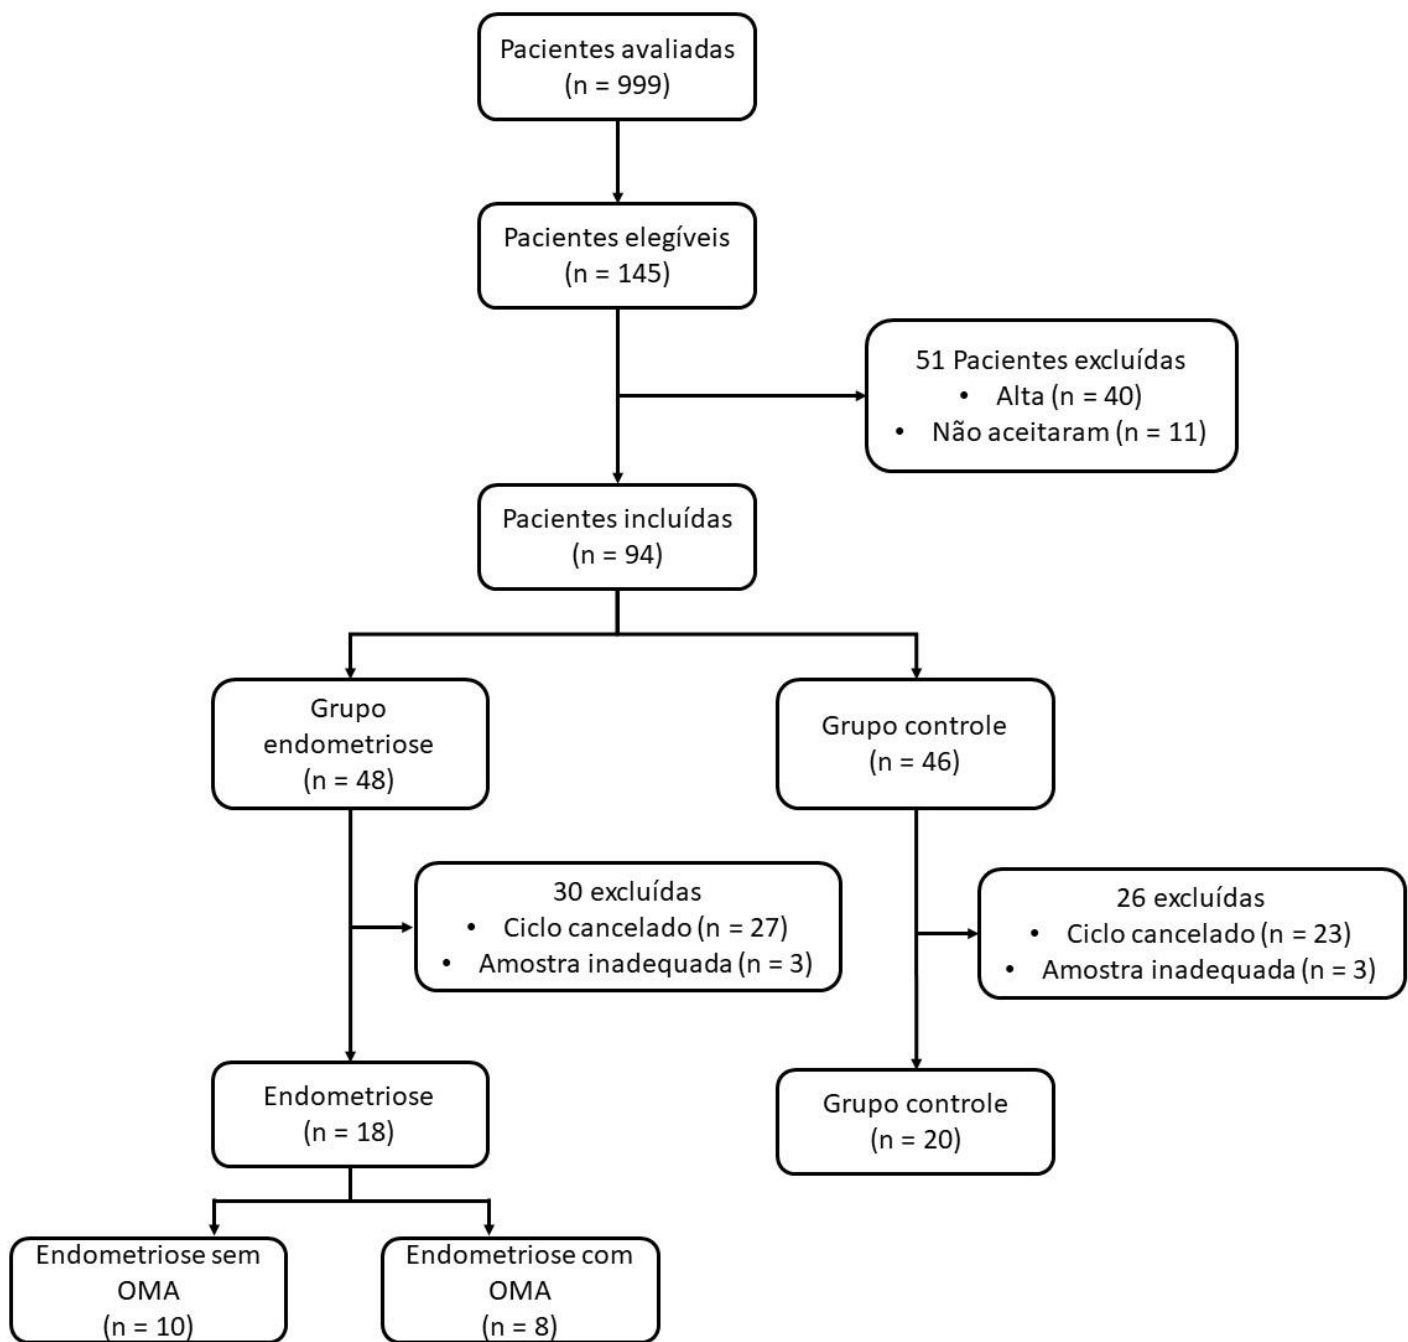 Pacientes avaliadas
(n = 999)
Pacientes elegíveis
(n = 145)
51 Pacientes excluídas
• Alta (n = 40)
• Não aceitaram (n = 11)
Pacientes incluídas
(n = 94)
Grupo
endometriose
(n = 48)
Grupo controle
(n = 46)
30 excluídas
• Ciclo cancelado (n = 27)
• Amostra inadequada (n = 3)
26 excluídas
• Ciclo cancelado (n = 23)
• Amostra inadequada (n = 3)
Endometriose
(n = 18)
Grupo controle
(n = 20)
Endometriose sem
OMA
(n = 10)
Endometriose com
OMA
(n = 8)